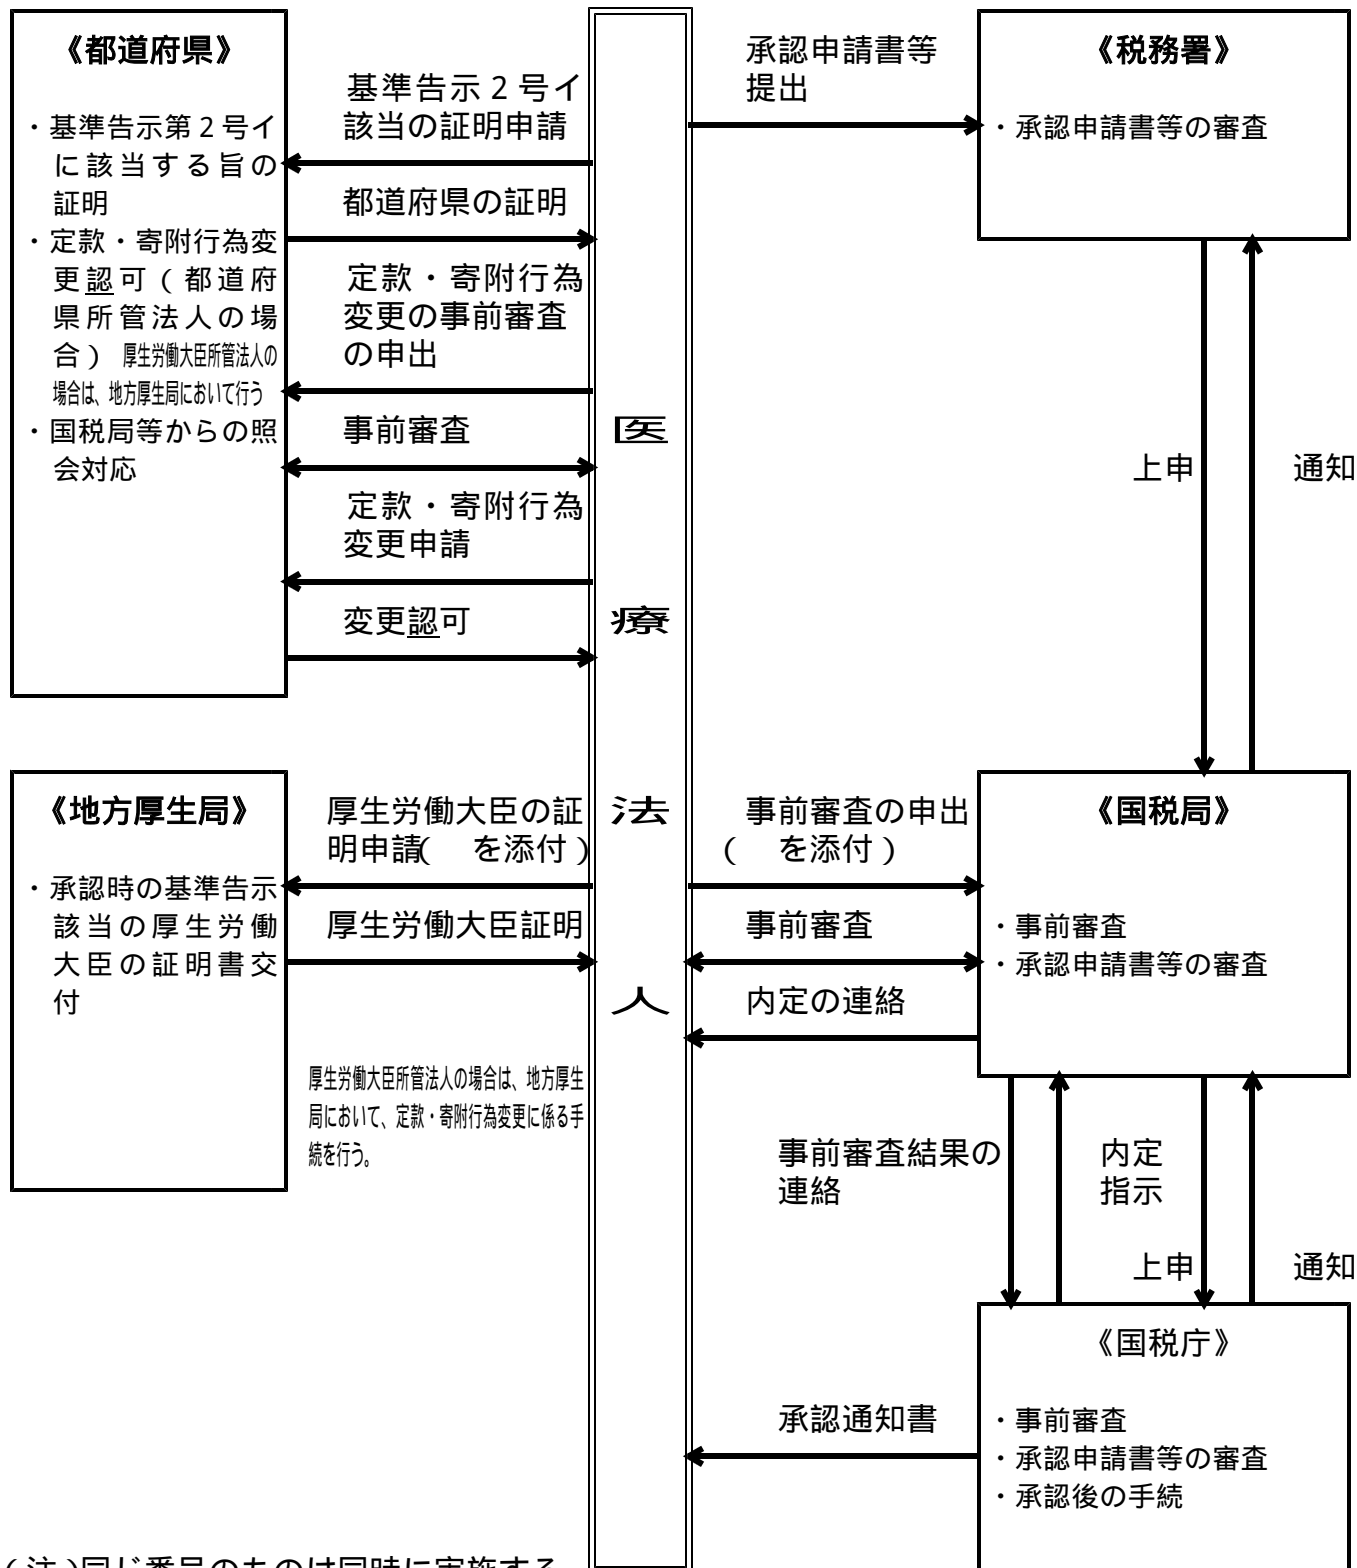 《都道府県》
・基準告示第２号イ
に該当する旨の
証明
・定款・寄附行為変
更認可（都道府
県所管法人の場
合） 厚生労働大臣所管法人の
場合は、地方厚生局において行う
・国税局等からの照
会対応
基準告示２号イ
該当の証明申請
都道府県の証明
定款・寄附行為
変更の事前審査
の申出
事前審査
定款・寄附行為
変更申請
変更認可
医
療
法
人
承認申請書等
提出
《税務署》
・承認申請書等の審査
上申
通知
《地方厚生局》
・承認時の基準告示
該当の厚生労働
大臣の証明書交
付
厚生労働大臣の証
明申請（　を添付）
厚生労働大臣証明
厚生労働大臣所管法人の場合は、地方厚生
局において、定款・寄附行為変更に係る手
続を行う。
事前審査の申出
（　を添付）
事前審査
内定の連絡
《国税局》
・事前審査
・承認申請書等の審査
事前審査結果の
連絡
内定
指示
上申
通知
承認通知書
《国税庁》
・事前審査
・承認申請書等の審査
・承認後の手続
（注）同じ番号のものは同時に実施する